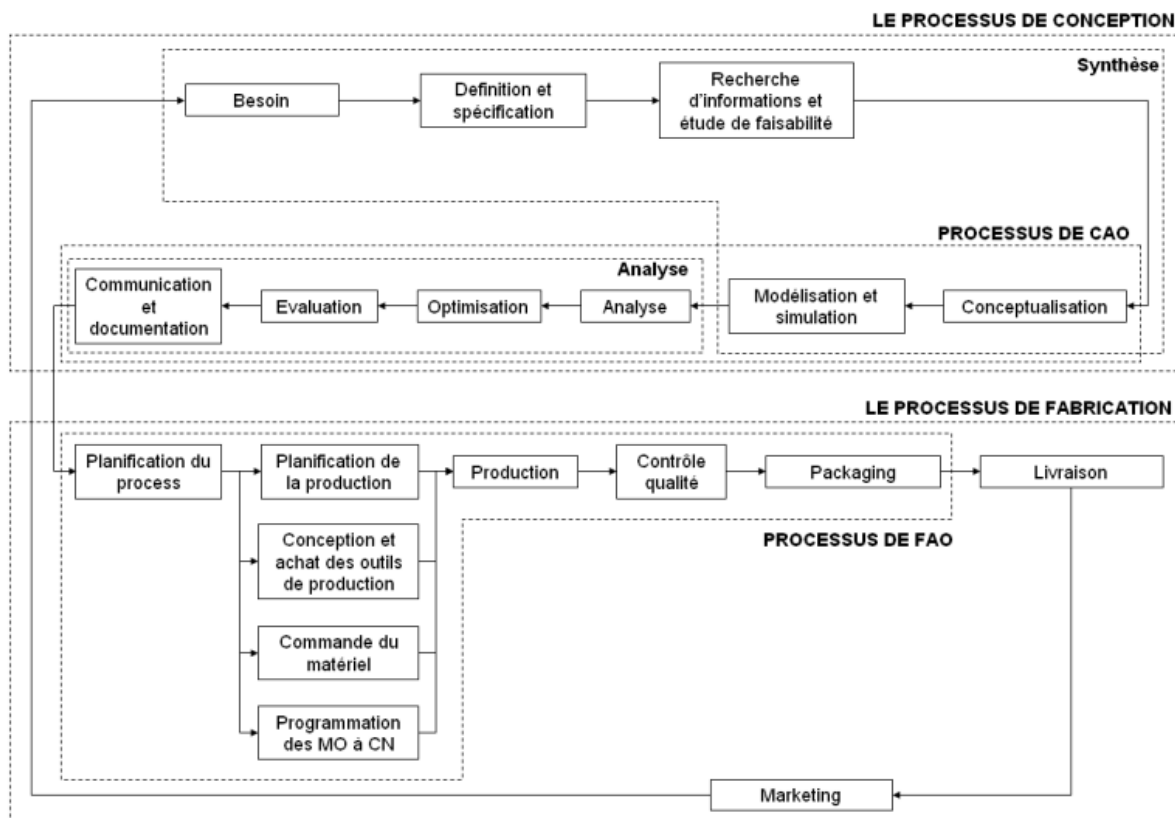 LE PROCESSUS DE CONCEPTION
Synthèse
Besoin
Definition et
spécification
Recherche
d'informations et
étude de faisabilité
PROCESSUS DE CAO
Analyse
Communication
et
documentation
Evaluation
Optimisation
Analyse
Modélisation et
simulation
Conceptualisation
LE PROCESSUS DE FABRICATION
Planification du
process
Planification de
la production
Production
Contrôle
qualité
Packaging
Livraison
PROCESSUS DE FAO
Conception et
achat des outils
de production
Commande du
matériel
Programmation
des MO à CN
Marketing